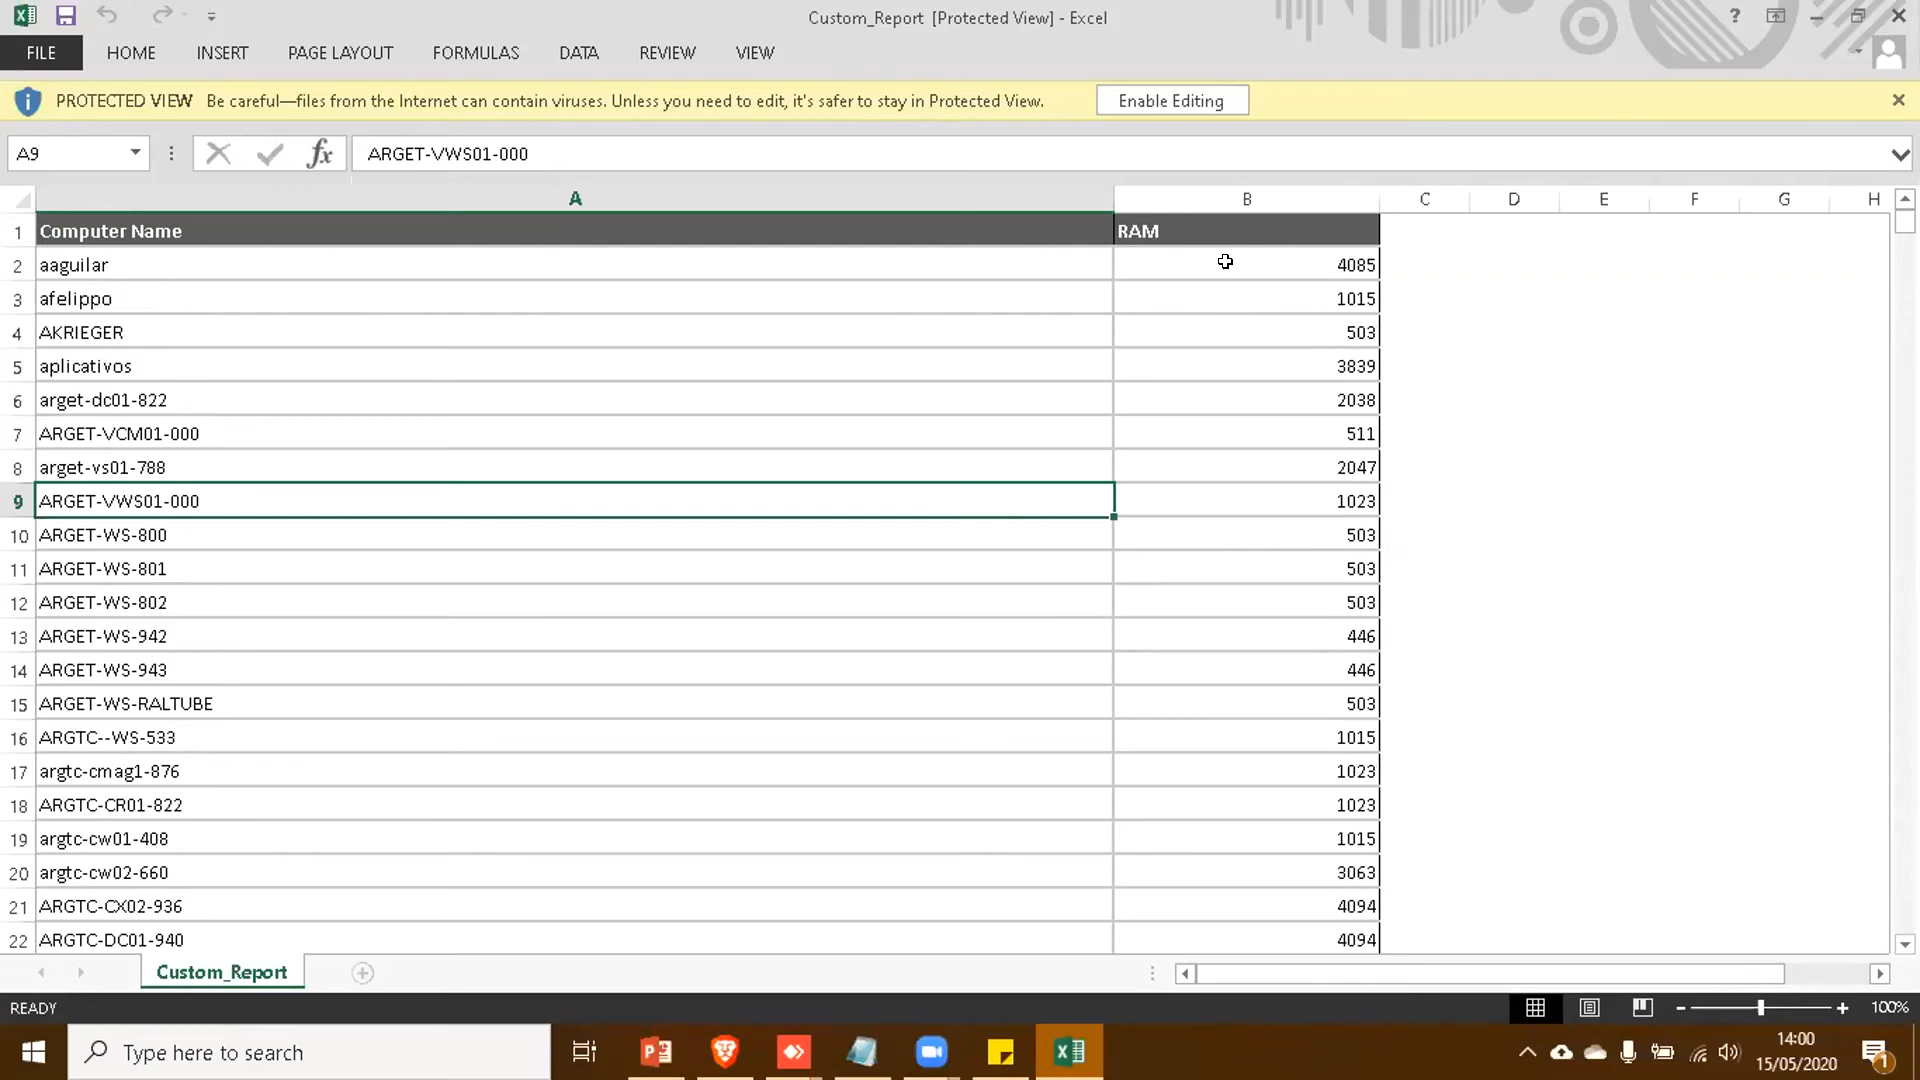 Custom_Report [Protected View] - Excel
?
FILE HOME INSERT PAGE LAYOUT FORMULAS DATA REVIEW VIEW
PROTECTED VIEW Be careful—files from the Internet can contain viruses. Unless you need to edit, it's safer to stay in Protected View. Enable Editing
A9 fx ARGET-VWS01-000
A B C D E F G H
1 Computer Name RAM
2 aaguilar 4085
3 afelippo 1015
4 AKRIEGER 503
5 aplicativos 3839
6 arget-dc01-822 2038
7 ARGET-VCM01-000 511
8 arget-vs01-788 2047
9 ARGET-VWS01-000 1023
10 ARGET-WS-800 503
11 ARGET-WS-801 503
12 ARGET-WS-802 503
13 ARGET-WS-942 446
14 ARGET-WS-943 446
15 ARGET-WS-RALTUBE 503
16 ARGTC--WS-533 1015
17 argtc-cmag1-876 1023
18 ARGTC-CR01-822 1023
19 argtc-cw01-408 1015
20 argtc-cw02-660 3063
21 ARGTC-CX02-936 4094
22 ARGTC-DC01-940 4094
Custom_Report
READY 100%
Type here to search 14:00
15/05/2020 1